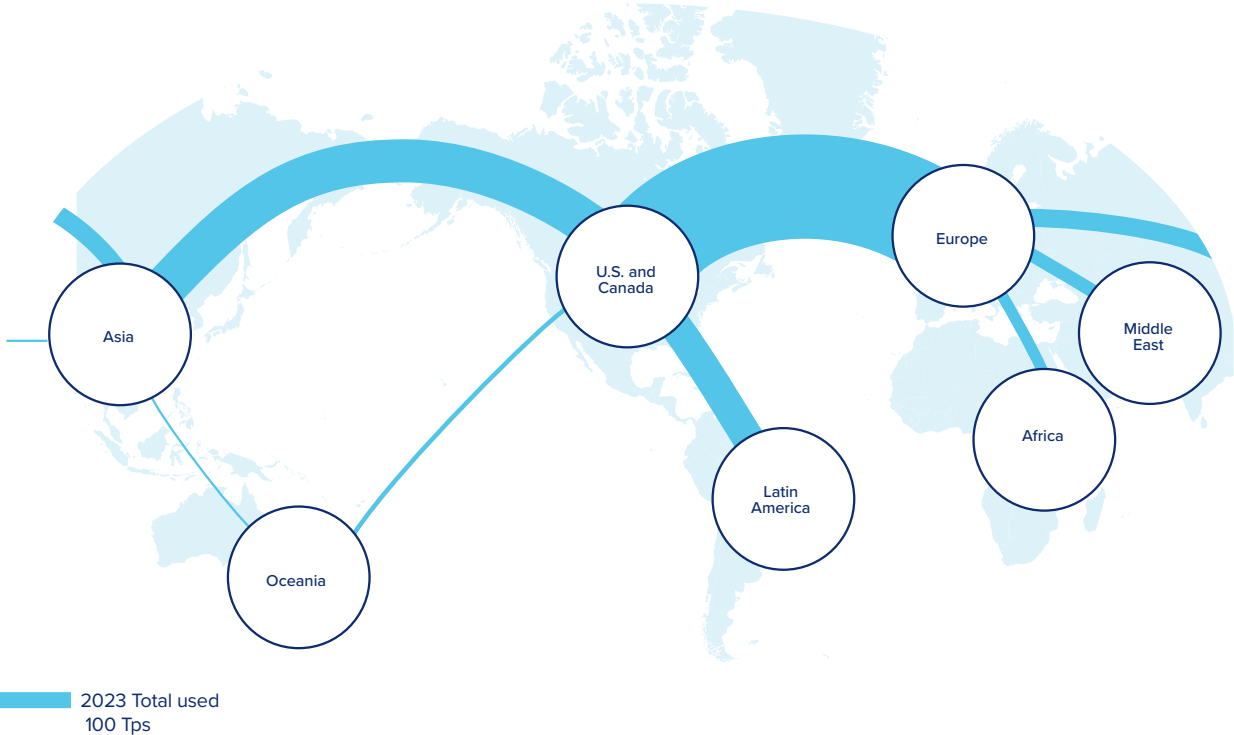 Europe
U.S. and
Canada
Asia
Middle
East
Africa
Latin
America
Oceania
2023 Total used
100 Tps